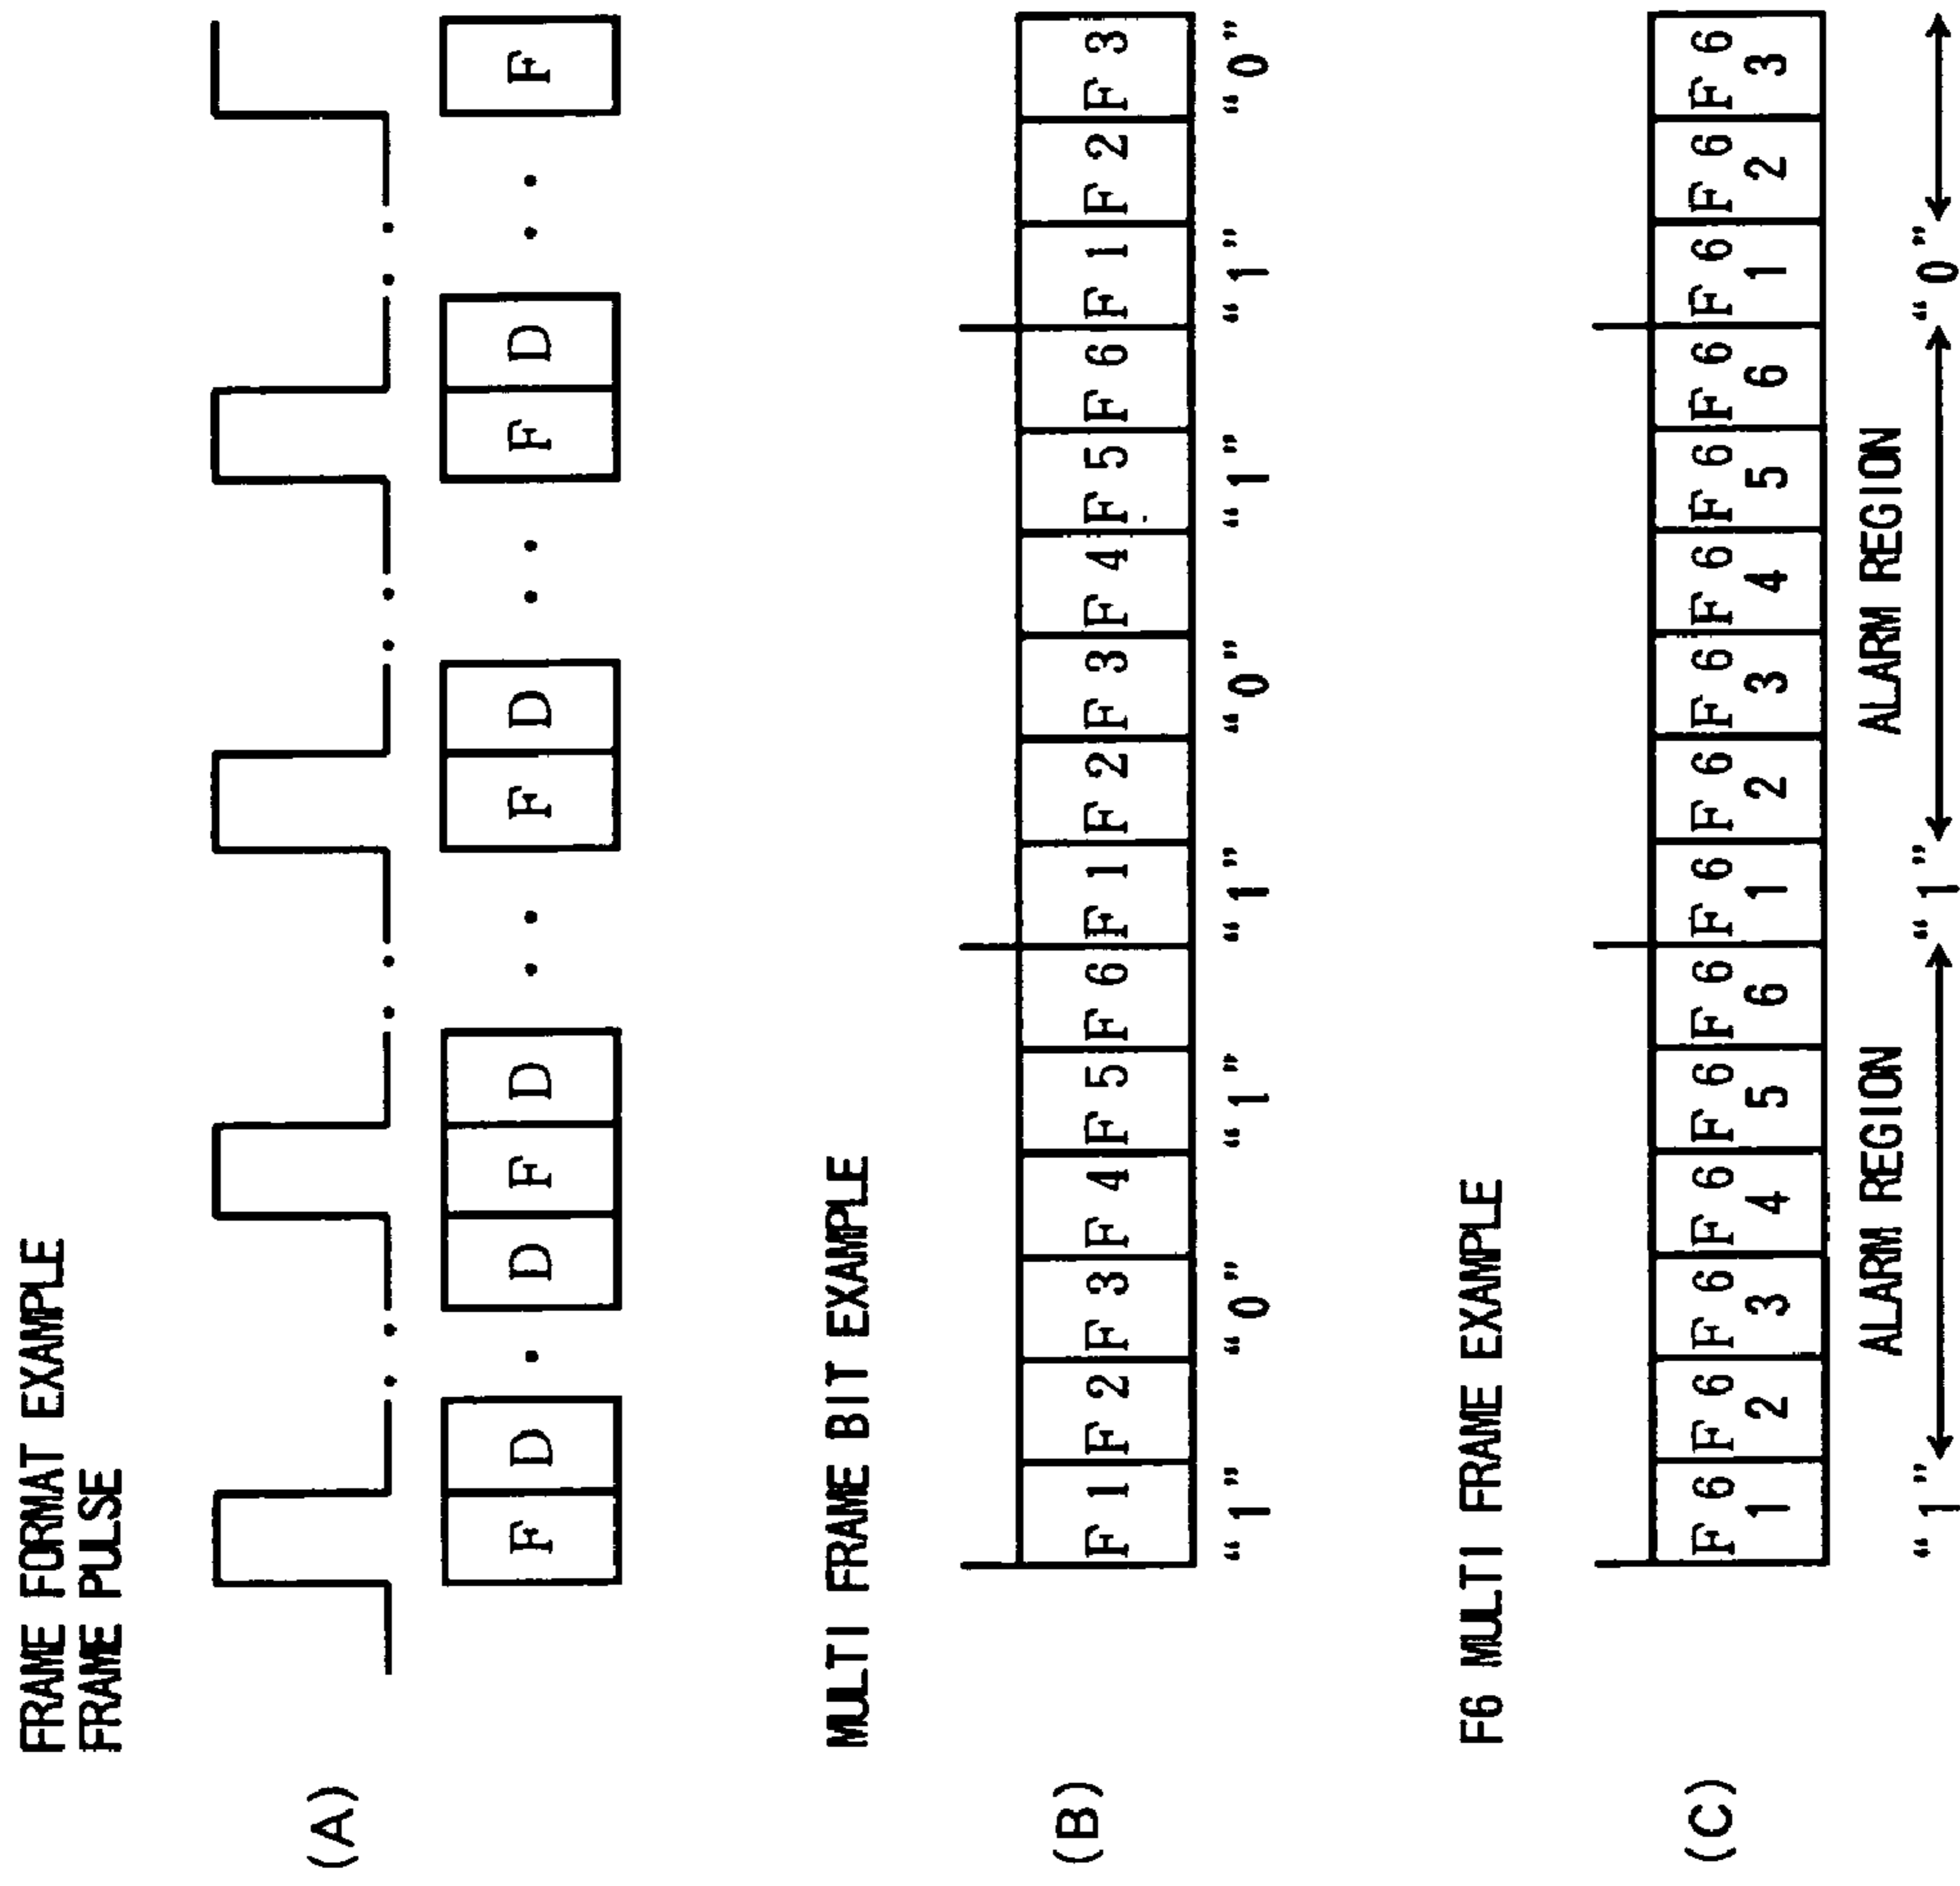 FRAME FORMAT EXAMPLE
FRAME PULSE
(A)
F D . D F D . . F D . . F D . . F
MULTI FRAME BIT EXAMPLE
(B)
F1 F2 F3 F4 F5 F6 F1 F2 F3 F4 F5 F6 F1 F2 F3
“1” “0” “1” “1” “0” “1” “1” “0”
F6 MULTI FRAME EXAMPLE
(C)
F6 F6 F6 F6 F6 F6 F6 F6 F6 F6 F6 F6 F6 F6 F6
1 2 3 4 5 6 1 2 3 4 5 6 1 2 3
ALARM REGION ALARM REGION
“1” “1” “0”